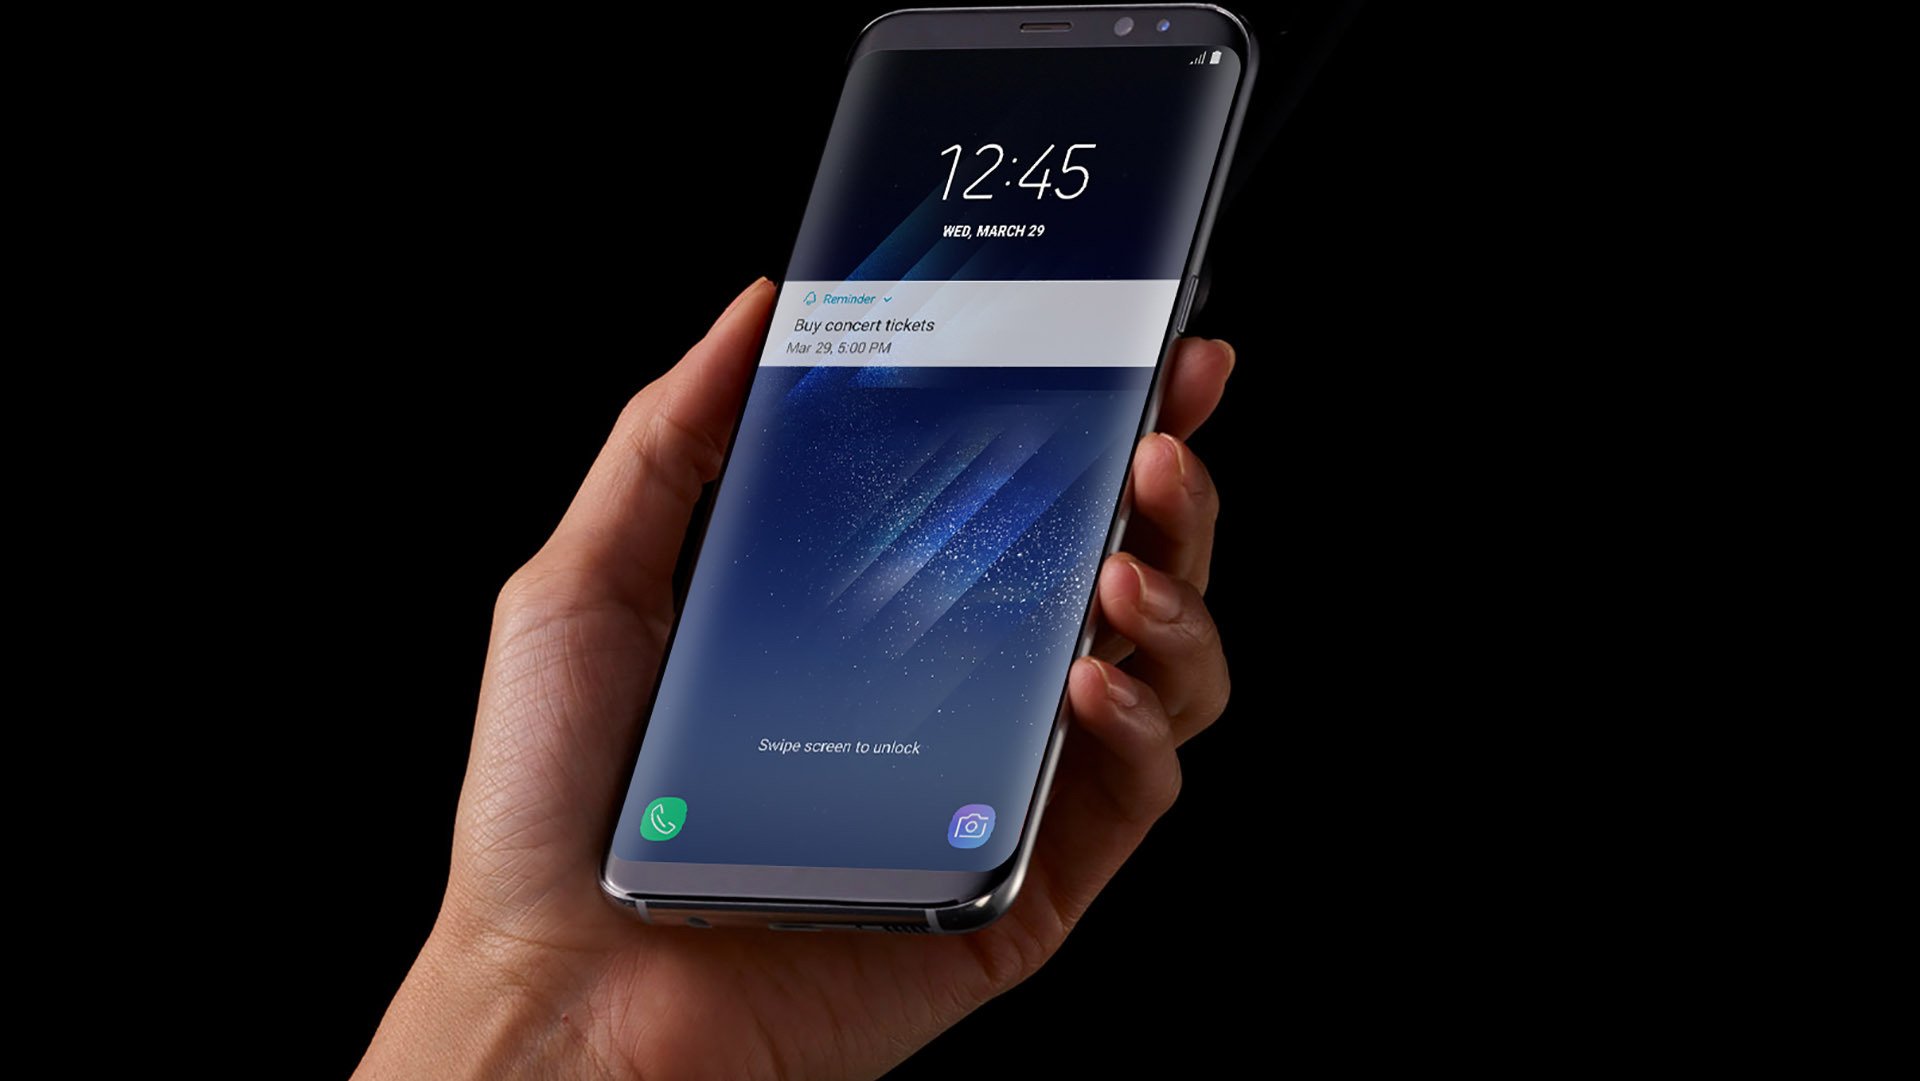 12:45
WED, MARCH 29
Reminder
Buy concert tickets
Mar 29, 5:00 PM
Swipe screen to unlock